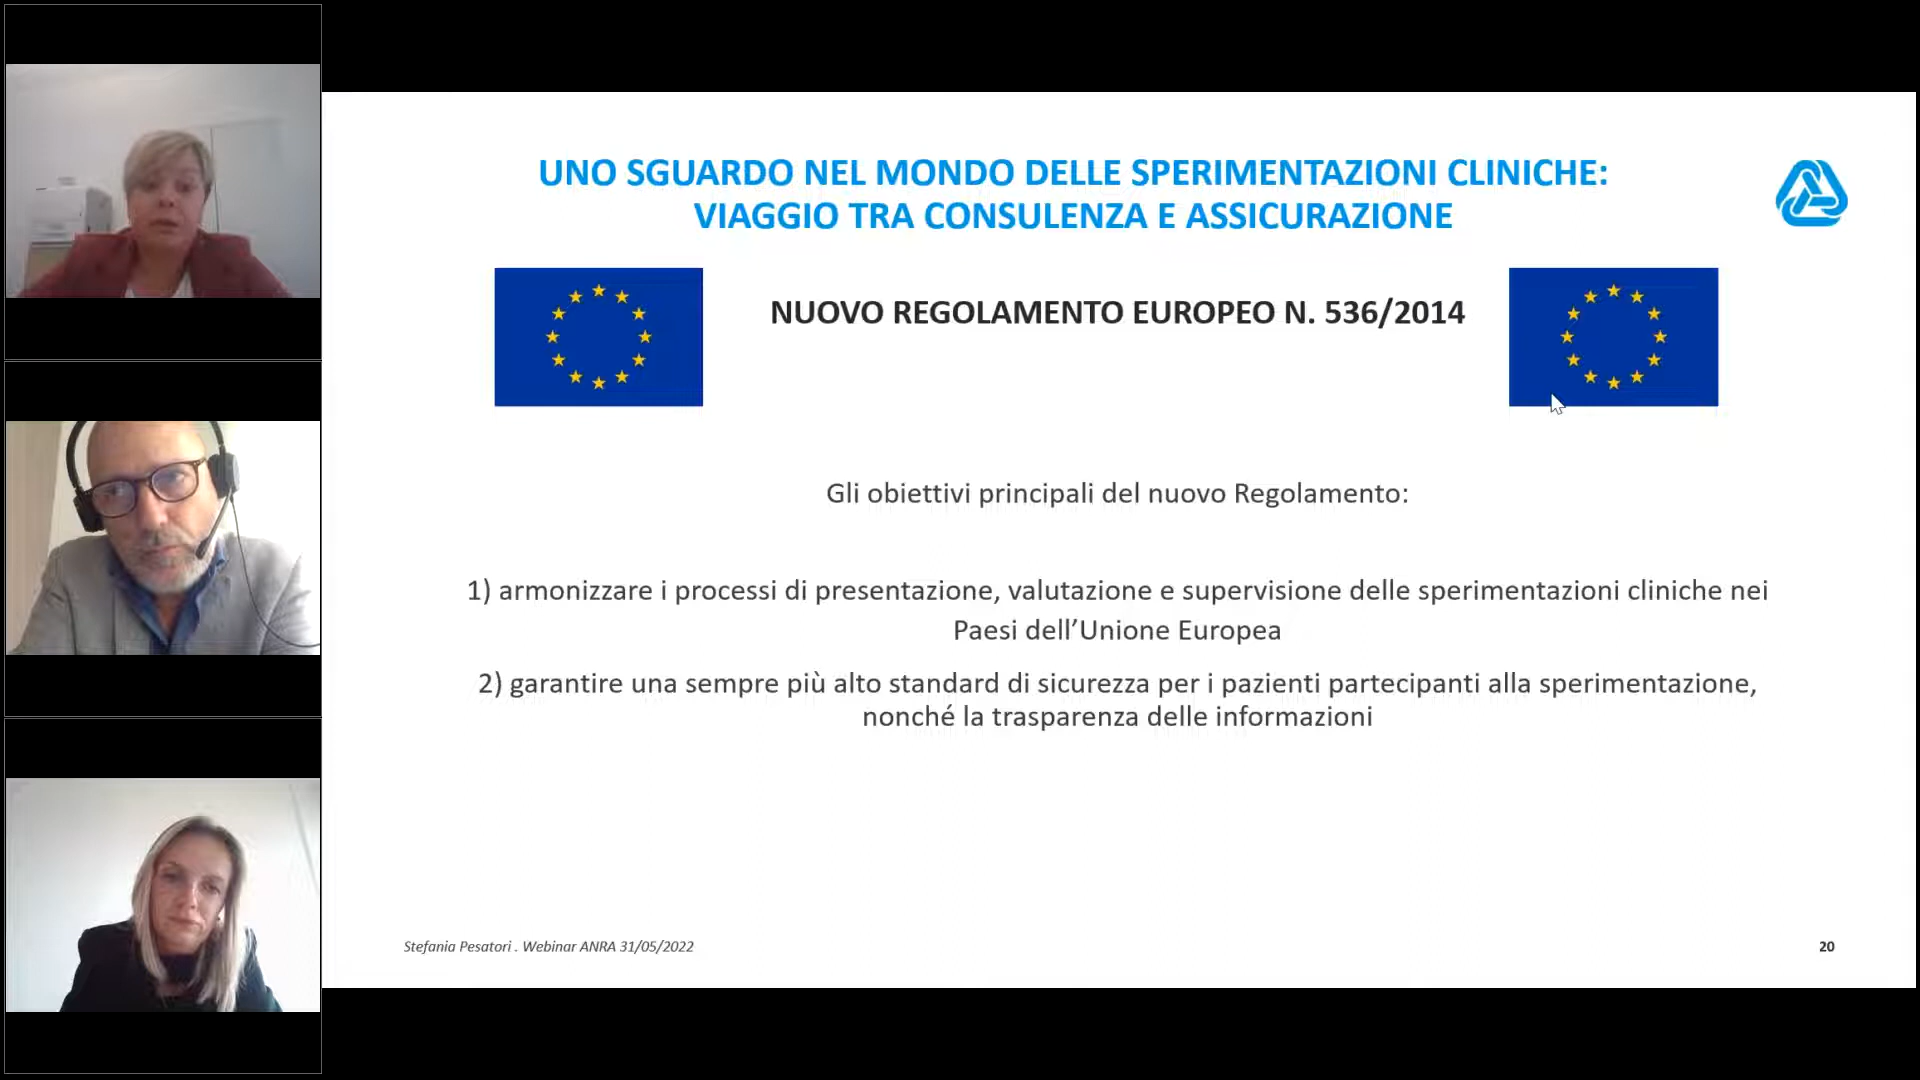 UNO SGUARDO NEL MONDO DELLE SPERIMENTAZIONI CLINICHE:
VIAGGIO TRA CONSULENZA E ASSICURAZIONE
NUOVO REGOLAMENTO EUROPEO N. 536/2014
Gli obiettivi principali del nuovo Regolamento:
1) armonizzare i processi di presentazione, valutazione e supervisione delle sperimentazioni cliniche nei
Paesi dell’Unione Europea
2) garantire una sempre più alto standard di sicurezza per i pazienti partecipanti alla sperimentazione,
nonché la trasparenza delle informazioni
Stefania Pesatori . Webinar ANRA 31/05/2022
20